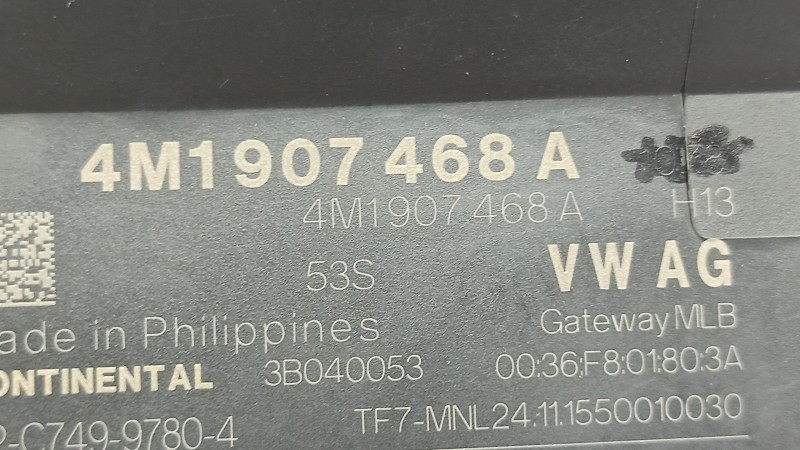 4M1 907 468 A
4M1 907 468 A H13
53S VW AG
ade in Philippines Gateway MLB
ONTINENTAL 3B040053 00:36:F8:01:80:3A
-C749-9780-4 TF7-MNL24.11.1550010030